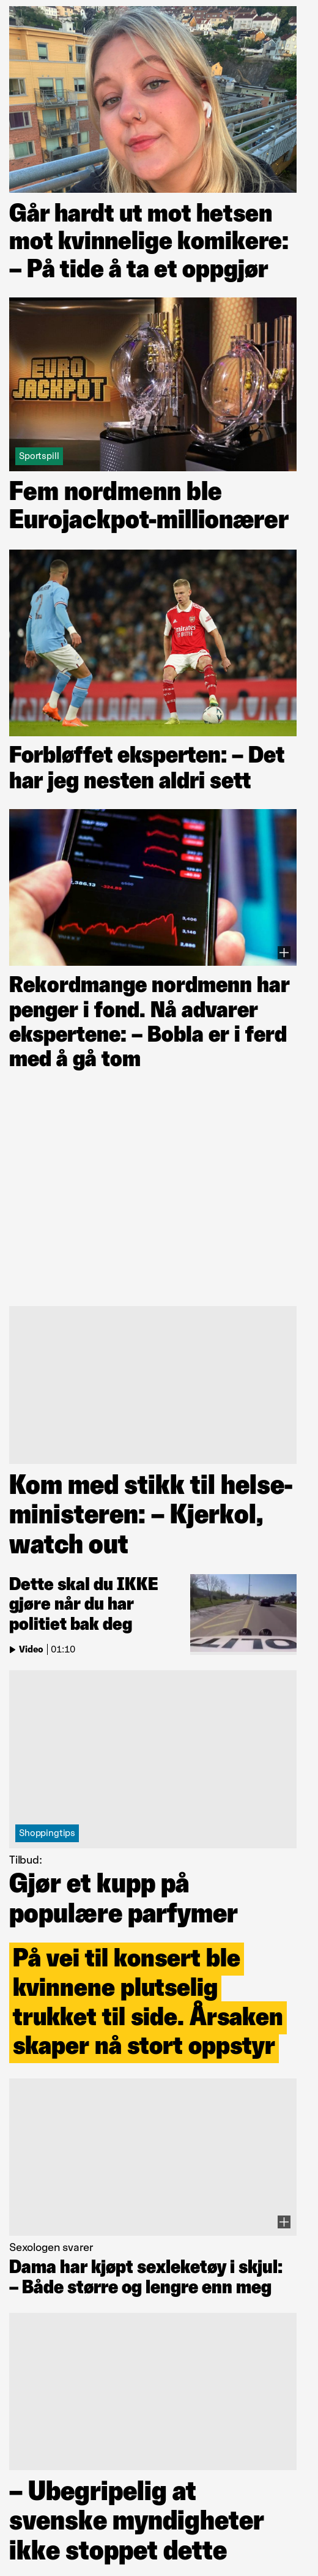 Går hardt ut mot hetsen
mot kvinnelige komikere:
– På tide å ta et oppgjør
EURO
JACKPOT
Sportspill
Fem nordmenn ble
Eurojackpot-millionærer
Forbløffet eksperten: – Det
har jeg nesten aldri sett
Rekordmange nordmenn har
penger i fond. Nå advarer
ekspertene: – Bobla er i ferd
med å gå tom
Kom med stikk til helse-
ministeren: – Kjerkol,
watch out
Dette skal du IKKE
gjøre når du har
politiet bak deg
Video | 01:10
Shoppingtips
Tilbud:
Gjør et kupp på
populære parfymer
På vei til konsert ble
kvinnene plutselig
trukket til side. Årsaken
skaper nå stort oppstyr
Sexologen svarer
Dama har kjøpt sexleketøy i skjul:
– Både større og lengre enn meg
– Ubegripelig at
svenske myndigheter
ikke stoppet dette